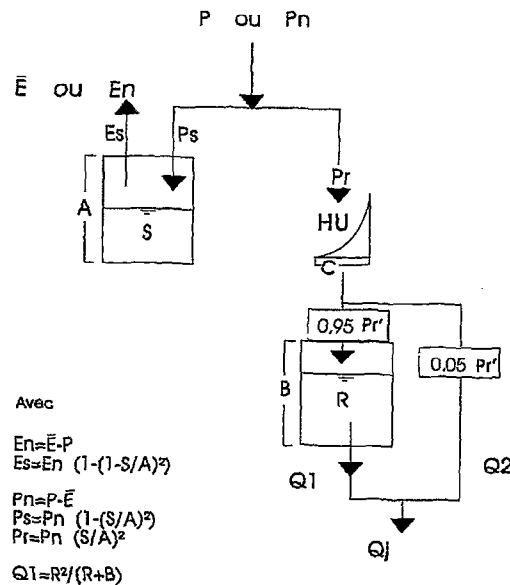 P ou Pn
Ē ou En
Es
Ps
Pr
A
S
HU
C
0.95 Pr'
0.05 Pr'
B
R
Q1
Q2
Qj
Avec
En=Ē-P
Es=En (1-(1-S/A)²)
Pn=P-Ē
Ps=Pn (1-(S/A)²)
Pr=Pn (S/A)²
Q1=R²/(R+B)